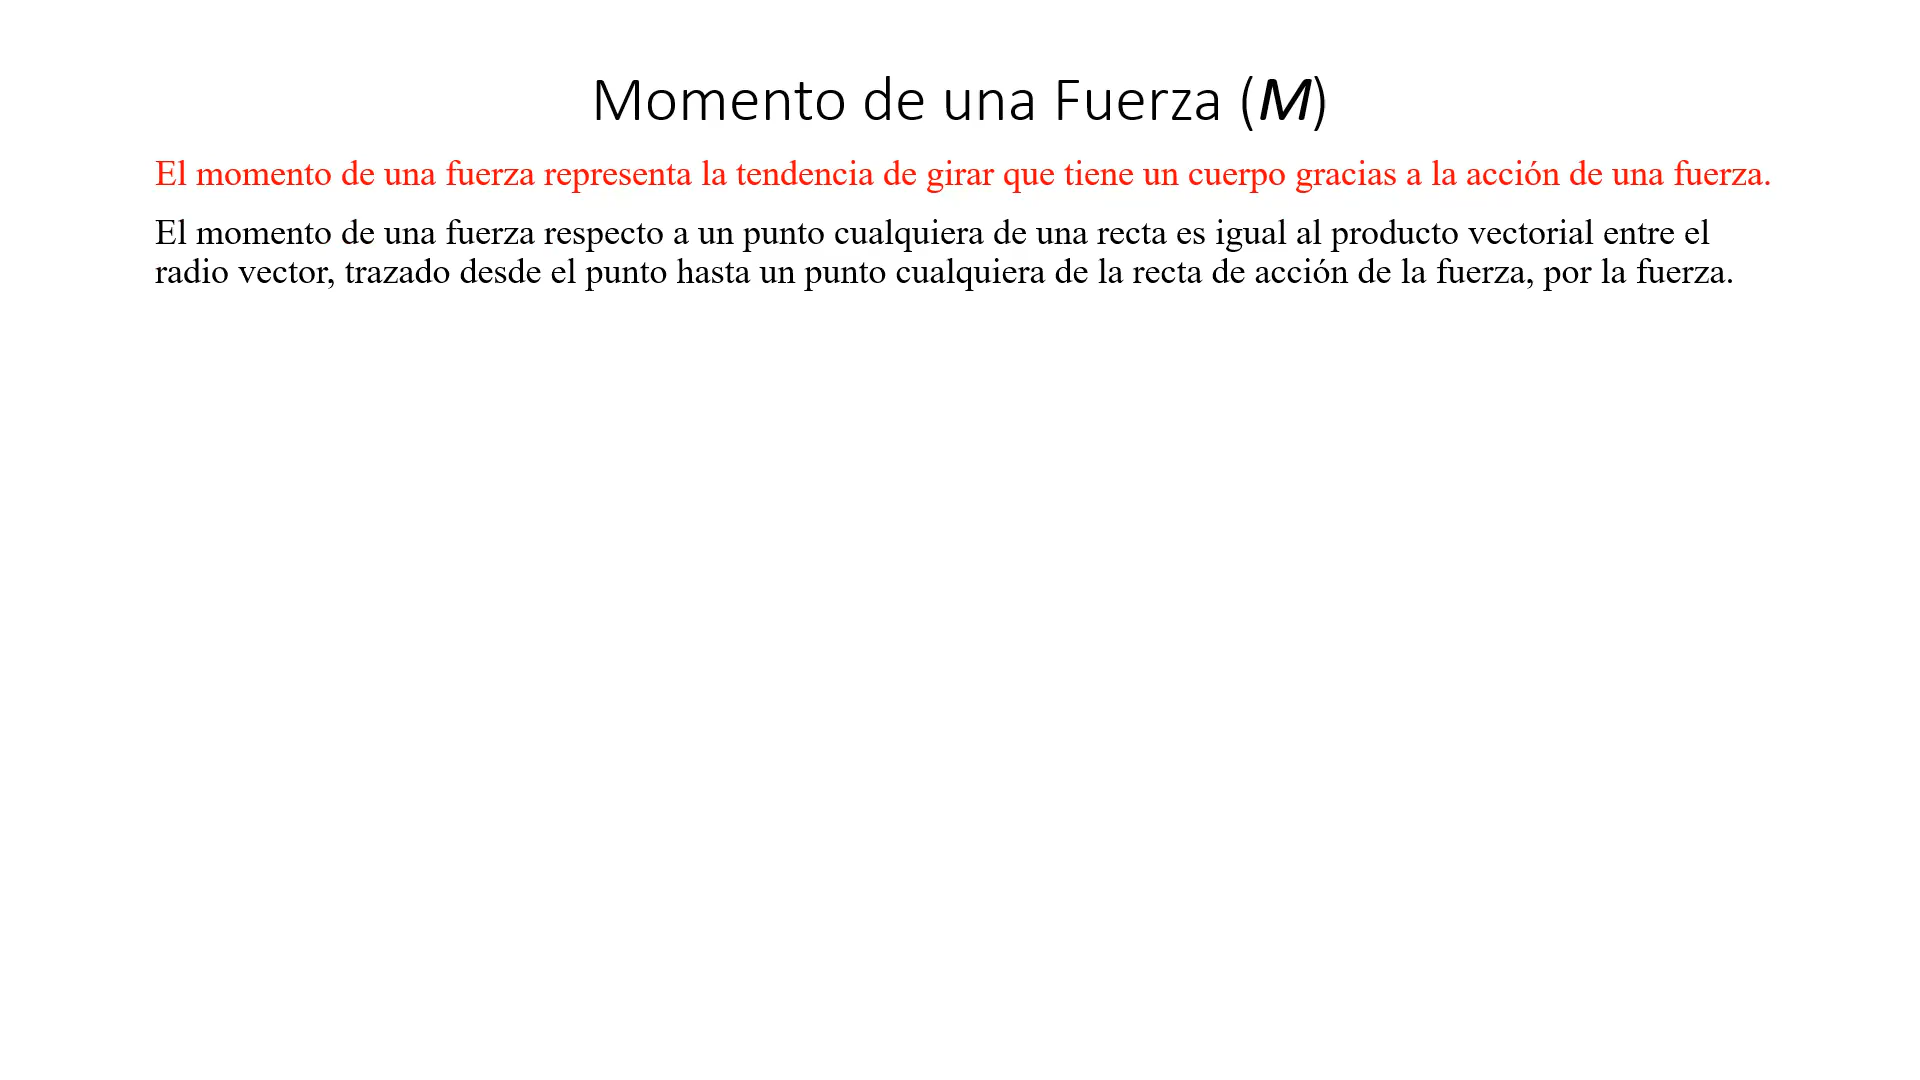 Momento de una Fuerza (M)
El momento de una fuerza representa la tendencia de girar que tiene un cuerpo gracias a la acción de una fuerza.
El momento de una fuerza respecto a un punto cualquiera de una recta es igual al producto vectorial entre el
radio vector, trazado desde el punto hasta un punto cualquiera de la recta de acción de la fuerza, por la fuerza.